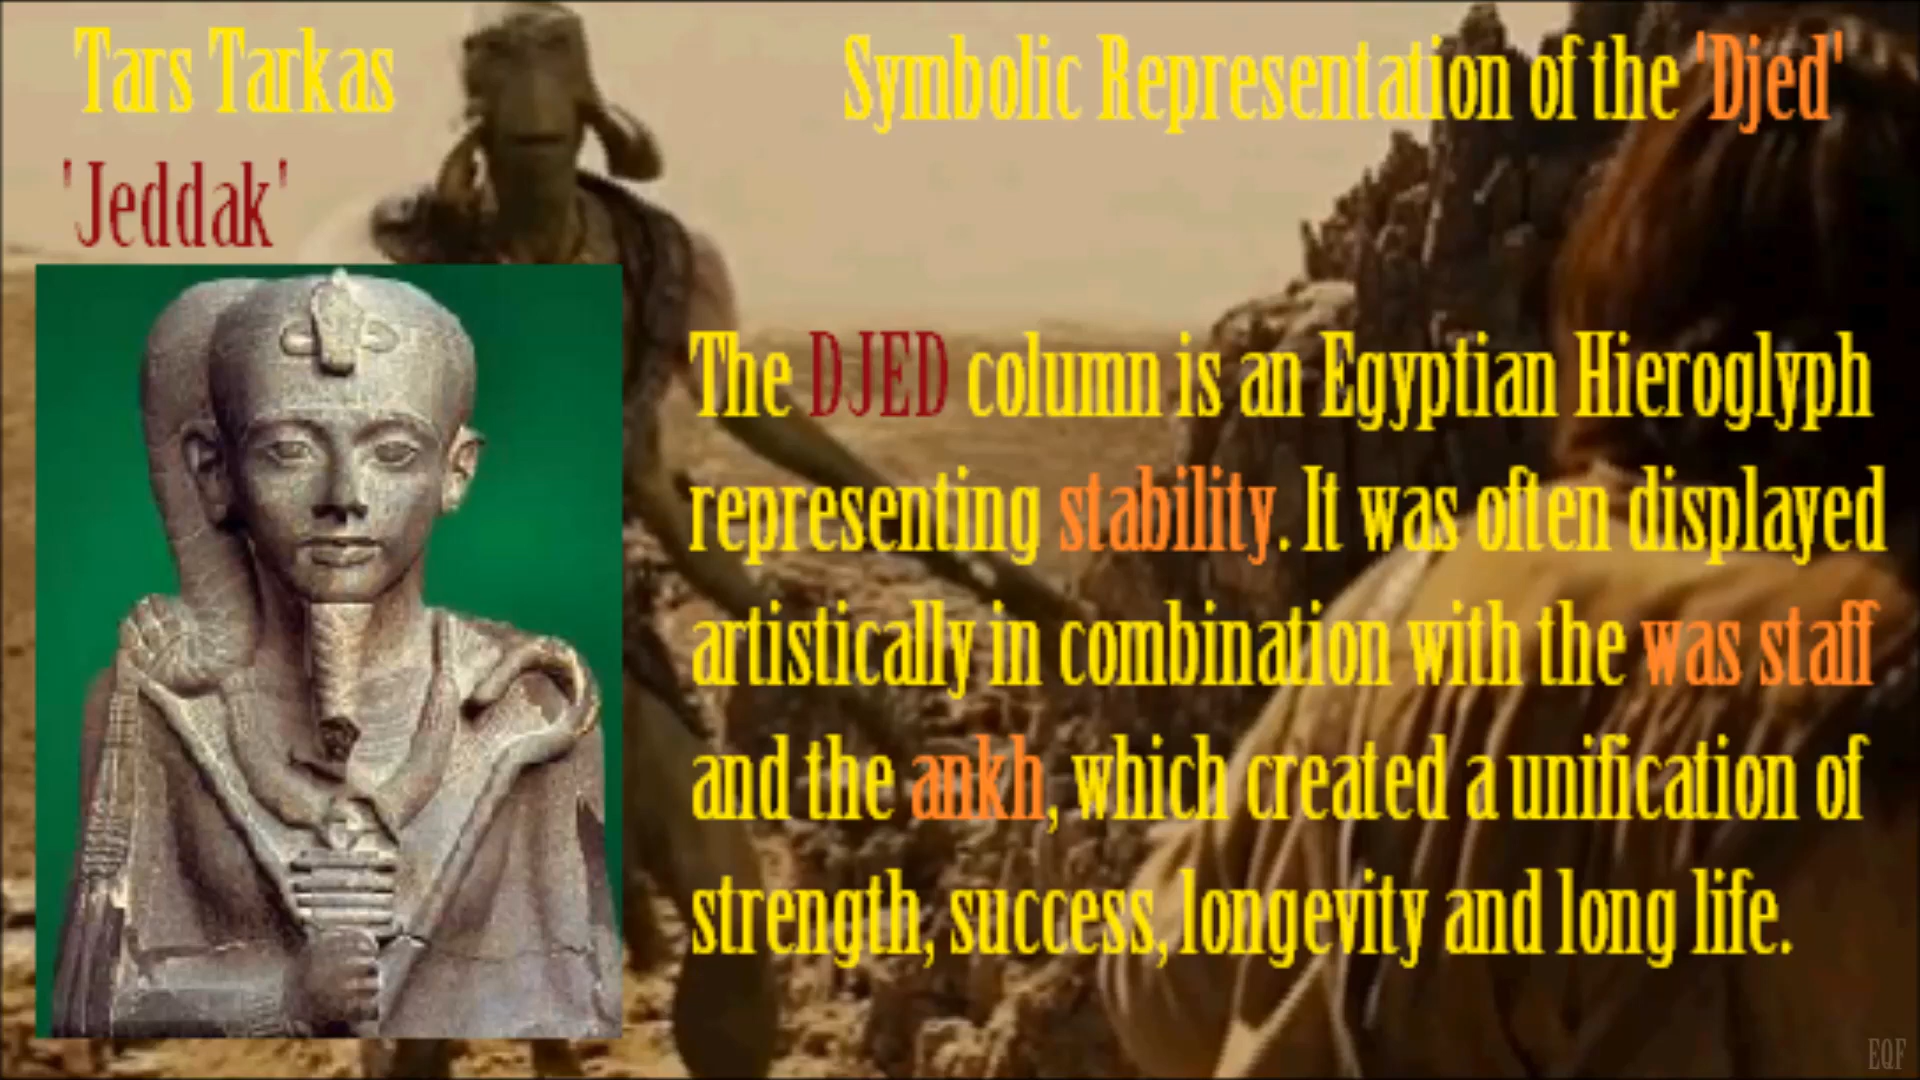 Tars Tarkas
'Jeddak'
Symbolic Representation of the 'Djed'
The DJED column is an Egyptian Hieroglyph
representing stability. It was often displayed
artistically in combination with the was staff
and the ankh, which created a unification of
strength, success, longevity and long life.
EQF